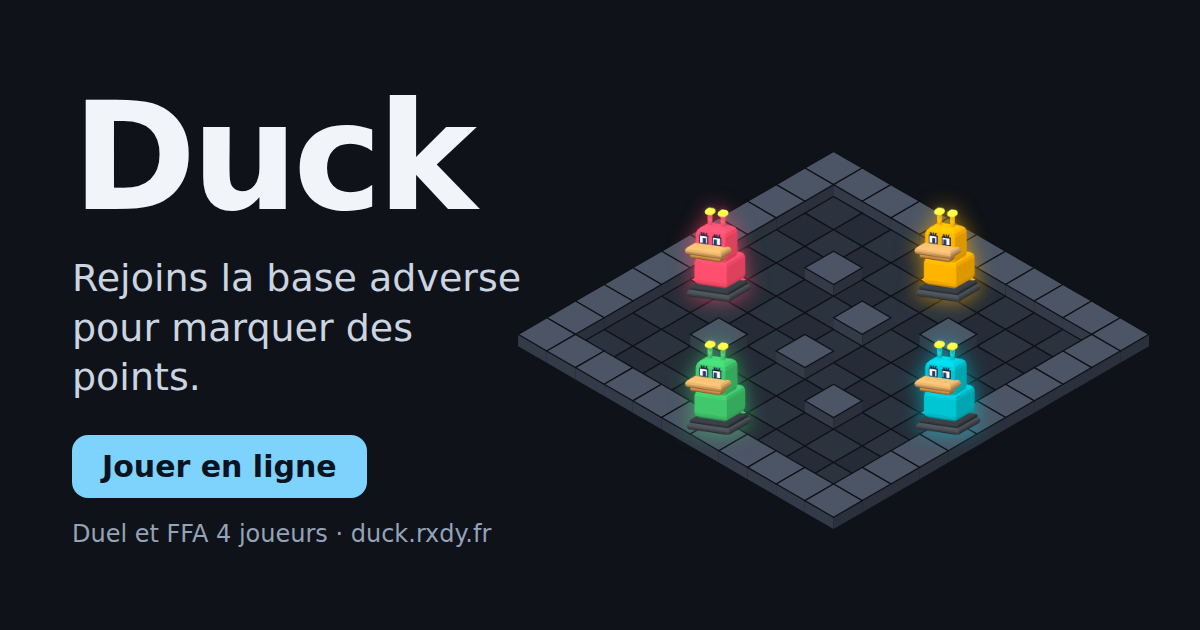 Duck
Rejoins la base adverse
pour marquer des
points.
Jouer en ligne
Duel et FFA 4 joueurs · duck.rxdy.fr